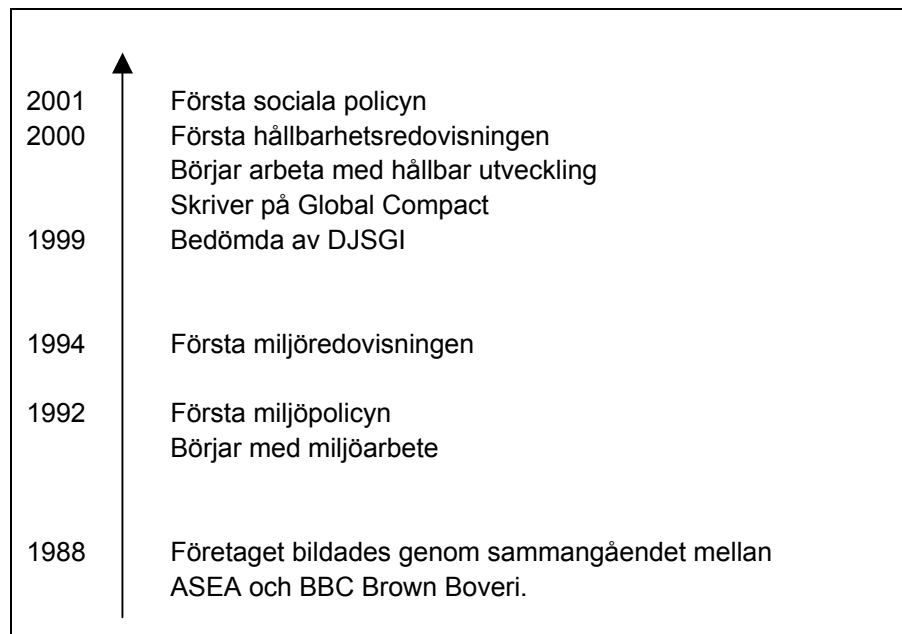 2001 Första sociala policyn
2000 Första hållbarhetsredovisningen
Börjar arbeta med hållbar utveckling
Skriver på Global Compact
1999 Bedömda av DJSGI
1994 Första miljöredovisningen
1992 Första miljöpolicyn
Börjar med miljöarbete
1988 Företaget bildades genom sammangåendet mellan
ASEA och BBC Brown Boveri.